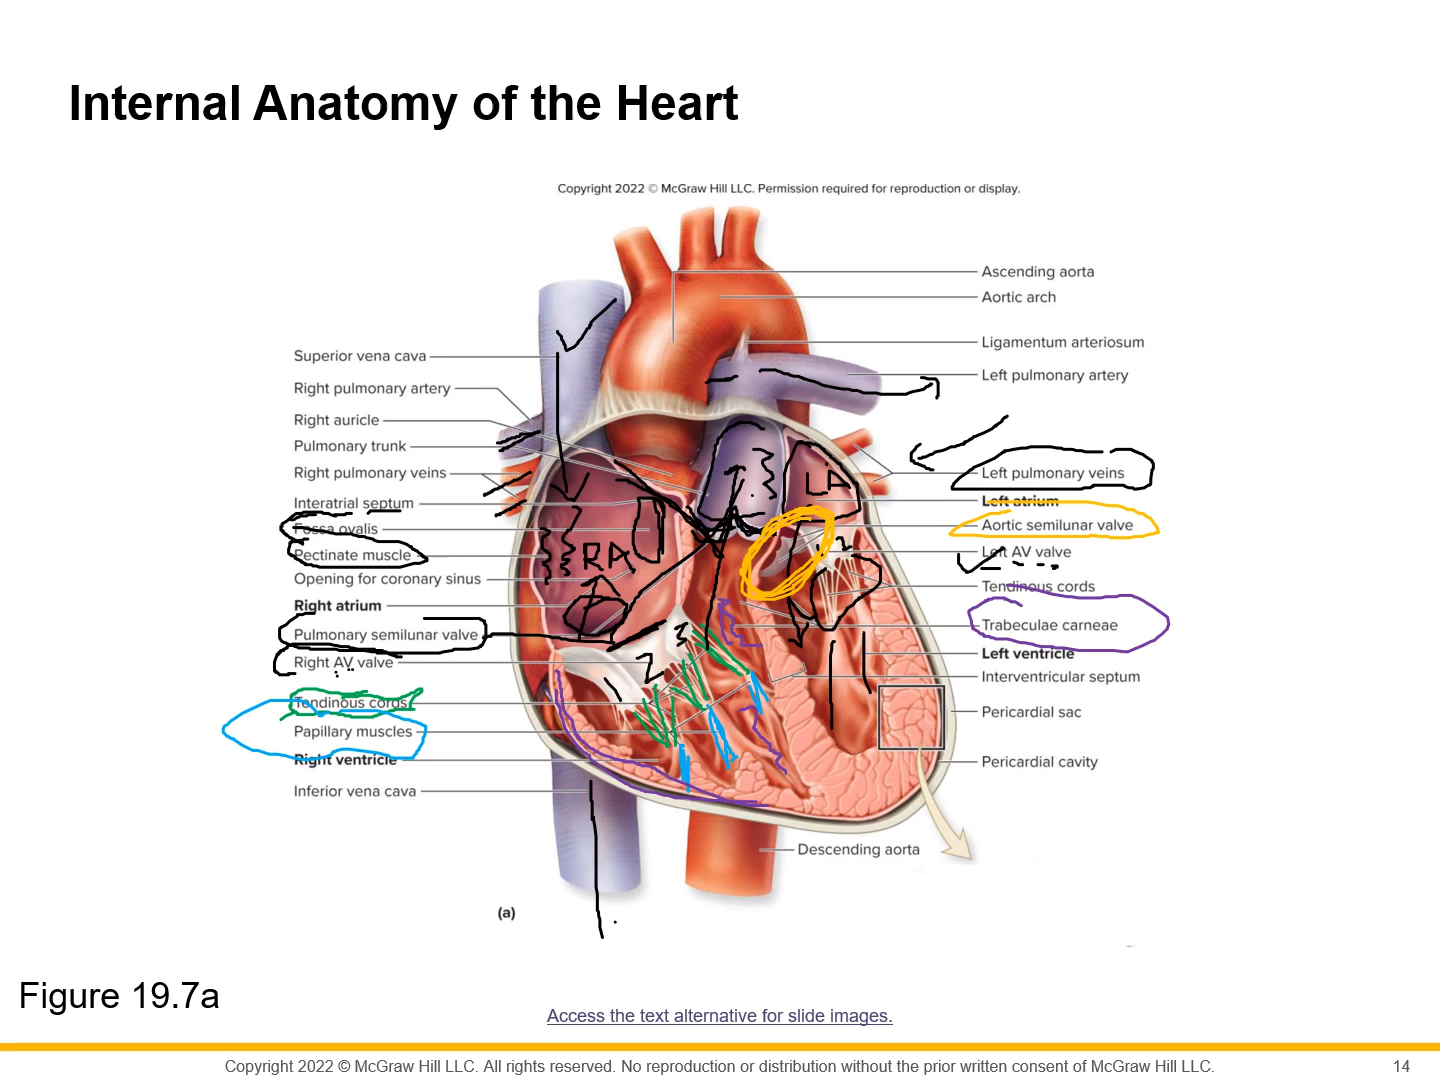 Internal Anatomy of the Heart
Copyright 2022 © McGraw Hill LLC. Permission required for reproduction or display.
Superior vena cava
Right pulmonary artery
Right auricle
Pulmonary trunk
Right pulmonary veins
Interatrial septum
Fossa ovalis
Pectinate muscle
Opening for coronary sinus
Right atrium
Pulmonary semilunar valve
Right AV valve
Tendinous cords
Papillary muscles
Right ventricle
Inferior vena cava
Ascending aorta
Aortic arch
Ligamentum arteriosum
Left pulmonary artery
Left pulmonary veins
Left atrium
Aortic semilunar valve
Left AV valve
Tendinous cords
Trabeculae carneae
Left ventricle
Interventricular septum
Pericardial sac
Pericardial cavity
Descending aorta
LA
RA
1
2
3
(a)
Figure 19.7a
Access the text alternative for slide images.
Copyright 2022 © McGraw Hill LLC. All rights reserved. No reproduction or distribution without the prior written consent of McGraw Hill LLC.
14